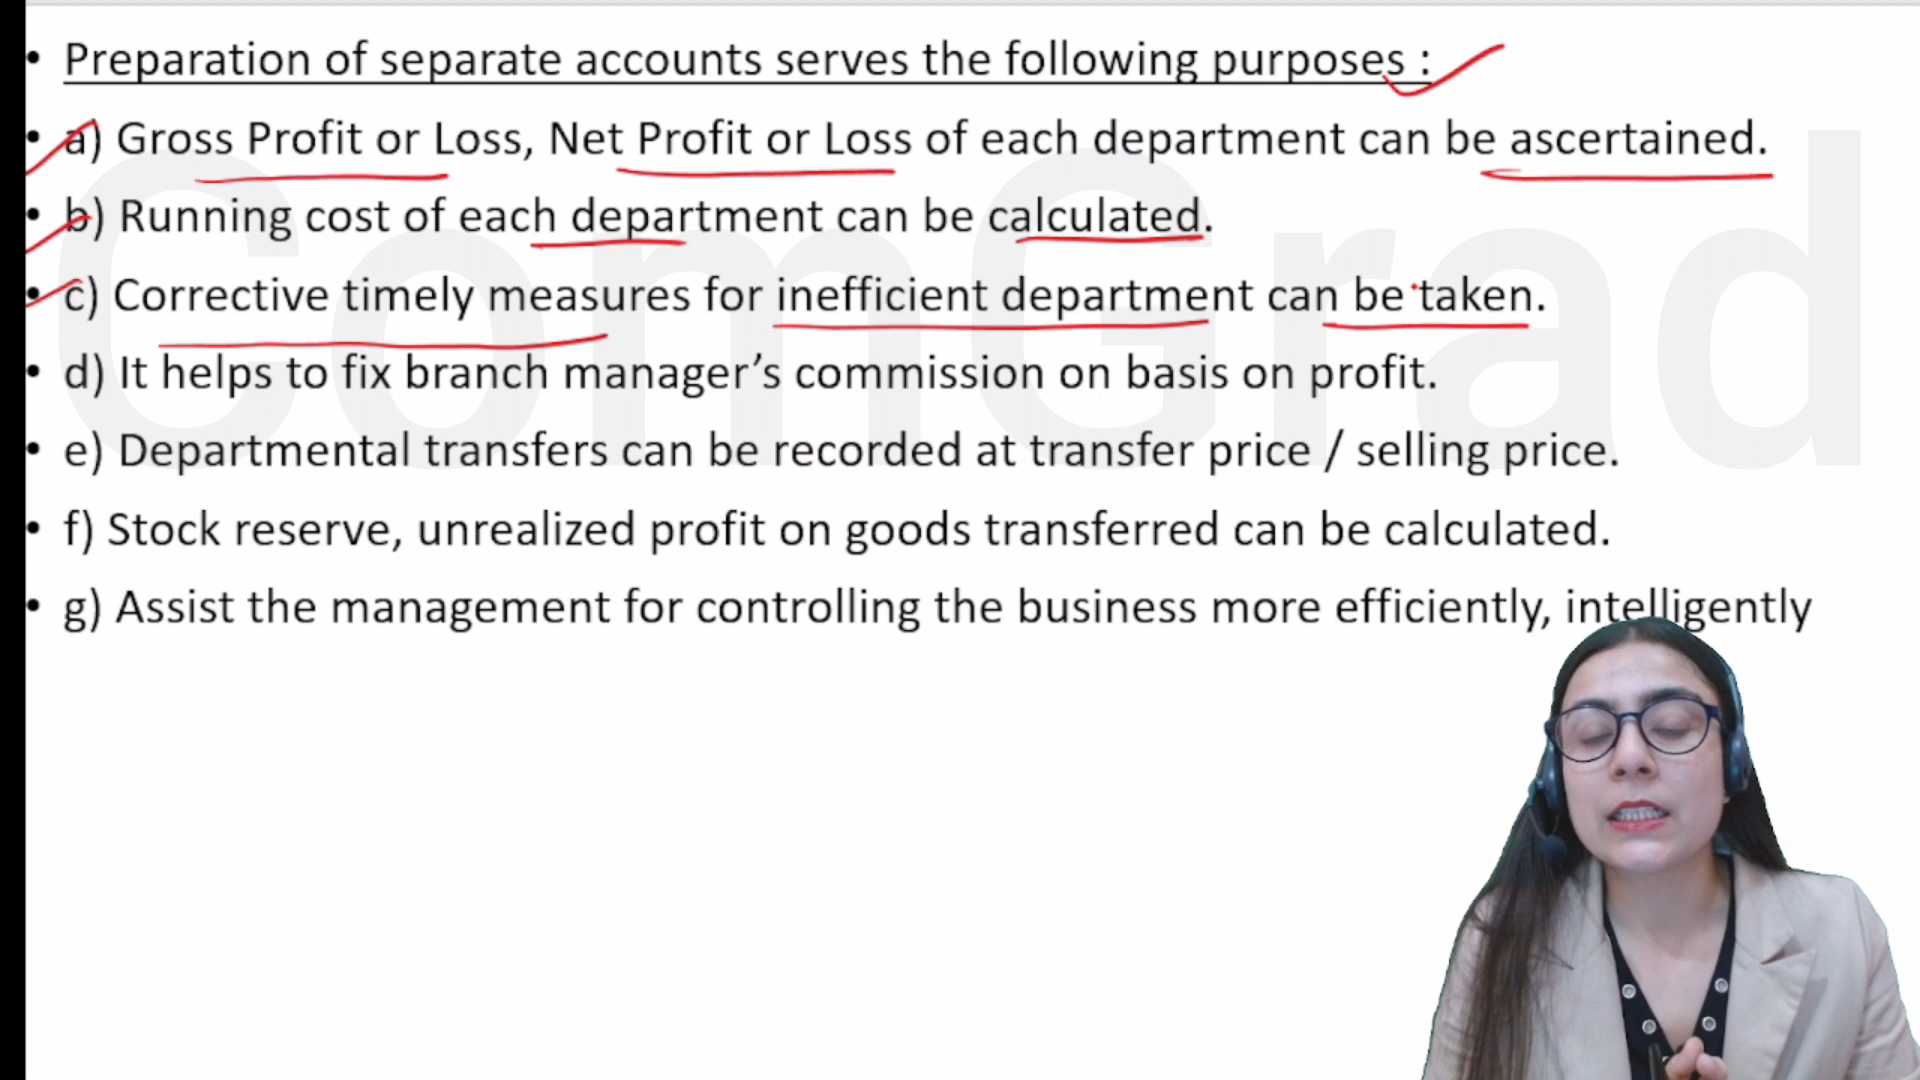 • Preparation of separate accounts serves the following purposes :
• a) Gross Profit or Loss, Net Profit or Loss of each department can be ascertained.
• b) Running cost of each department can be calculated.
• c) Corrective timely measures for inefficient department can be taken.
• d) It helps to fix branch manager’s commission on basis on profit.
• e) Departmental transfers can be recorded at transfer price / selling price.
• f) Stock reserve, unrealized profit on goods transferred can be calculated.
• g) Assist the management for controlling the business more efficiently, intelligently
ComGrad